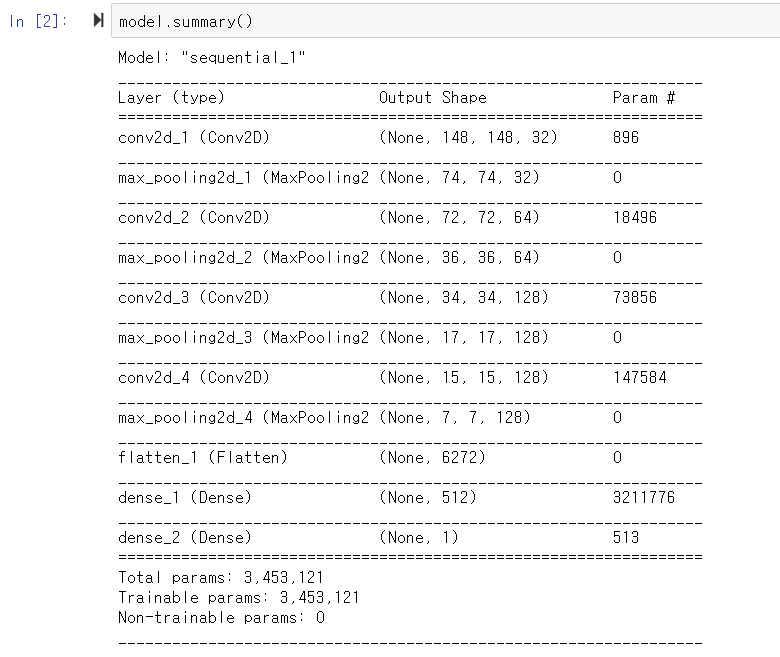 In [2]: model.summary()
Model: "sequential_1"
_________________________________________________________________
Layer (type)                 Output Shape              Param #
=================================================================
conv2d_1 (Conv2D)            (None, 148, 148, 32)      896
_________________________________________________________________
max_pooling2d_1 (MaxPooling2 (None, 74, 74, 32)        0
_________________________________________________________________
conv2d_2 (Conv2D)            (None, 72, 72, 64)        18496
_________________________________________________________________
max_pooling2d_2 (MaxPooling2 (None, 36, 36, 64)        0
_________________________________________________________________
conv2d_3 (Conv2D)            (None, 34, 34, 128)       73856
_________________________________________________________________
max_pooling2d_3 (MaxPooling2 (None, 17, 17, 128)       0
_________________________________________________________________
conv2d_4 (Conv2D)            (None, 15, 15, 128)       147584
_________________________________________________________________
max_pooling2d_4 (MaxPooling2 (None, 7, 7, 128)         0
_________________________________________________________________
flatten_1 (Flatten)          (None, 6272)              0
_________________________________________________________________
dense_1 (Dense)              (None, 512)               3211776
_________________________________________________________________
dense_2 (Dense)              (None, 1)                 513
=================================================================
Total params: 3,453,121
Trainable params: 3,453,121
Non-trainable params: 0
_________________________________________________________________